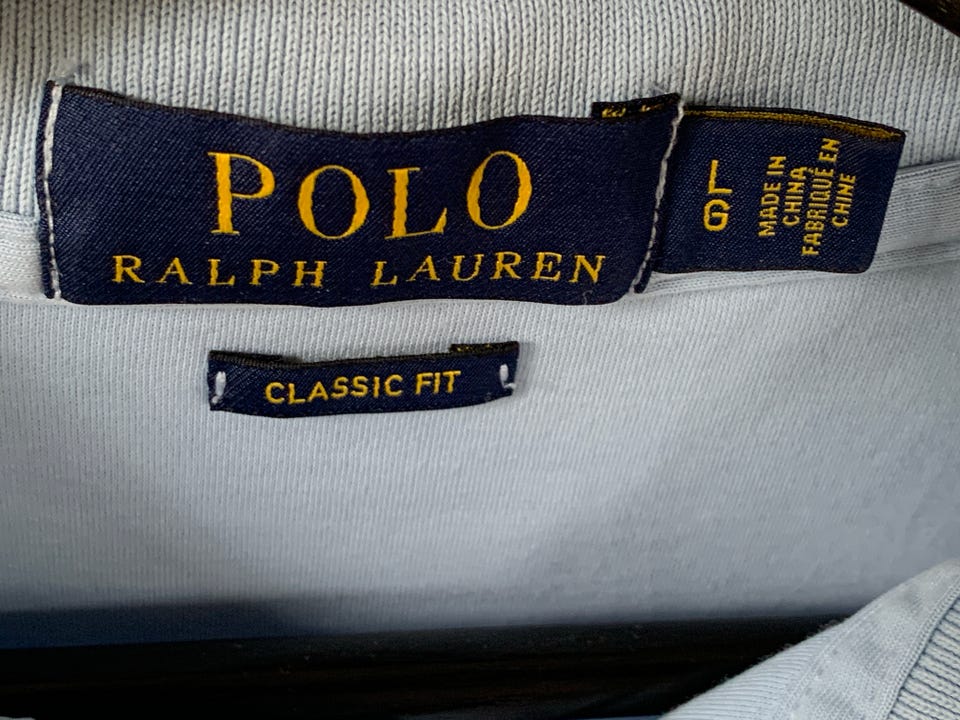 POLO
RALPH LAUREN
L
G
MADE IN
CHINA
FABRIQUÉ EN
CHINE
CLASSIC FIT